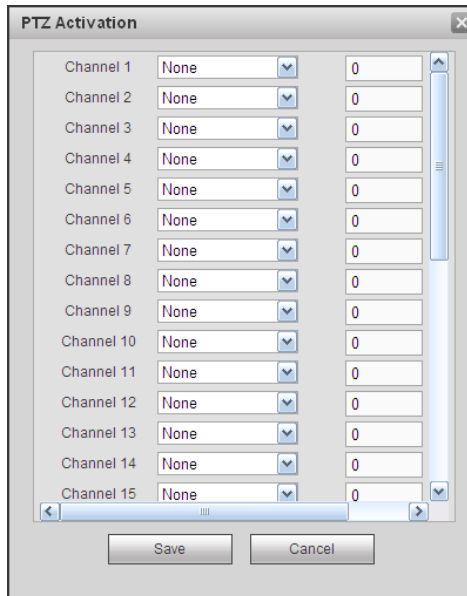 PTZ Activation
Channel 1 None 0
Channel 2 None 0
Channel 3 None 0
Channel 4 None 0
Channel 5 None 0
Channel 6 None 0
Channel 7 None 0
Channel 8 None 0
Channel 9 None 0
Channel 10 None 0
Channel 11 None 0
Channel 12 None 0
Channel 13 None 0
Channel 14 None 0
Channel 15 None 0
Save Cancel